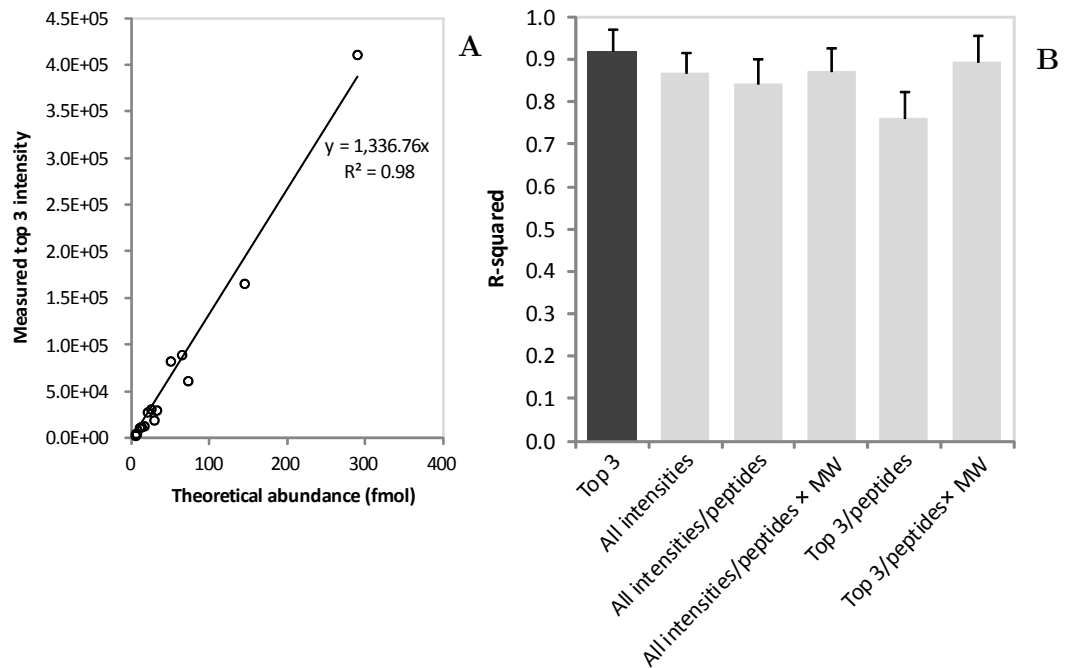 A
4.5E+05
4.0E+05
3.5E+05
3.0E+05
2.5E+05
2.0E+05
1.5E+05
1.0E+05
5.0E+04
0.0E+00
Measured top 3 intensity
y = 1,336.76x
R² = 0.98
0 100 200 300 400
Theoretical abundance (fmol)
B
1.0
0.9
0.8
0.7
0.6
0.5
0.4
0.3
0.2
0.1
0.0
R-squared
Top 3
All intensities
All intensities/peptides
All intensities/peptides × MW
Top 3/peptides
Top 3/peptides× MW